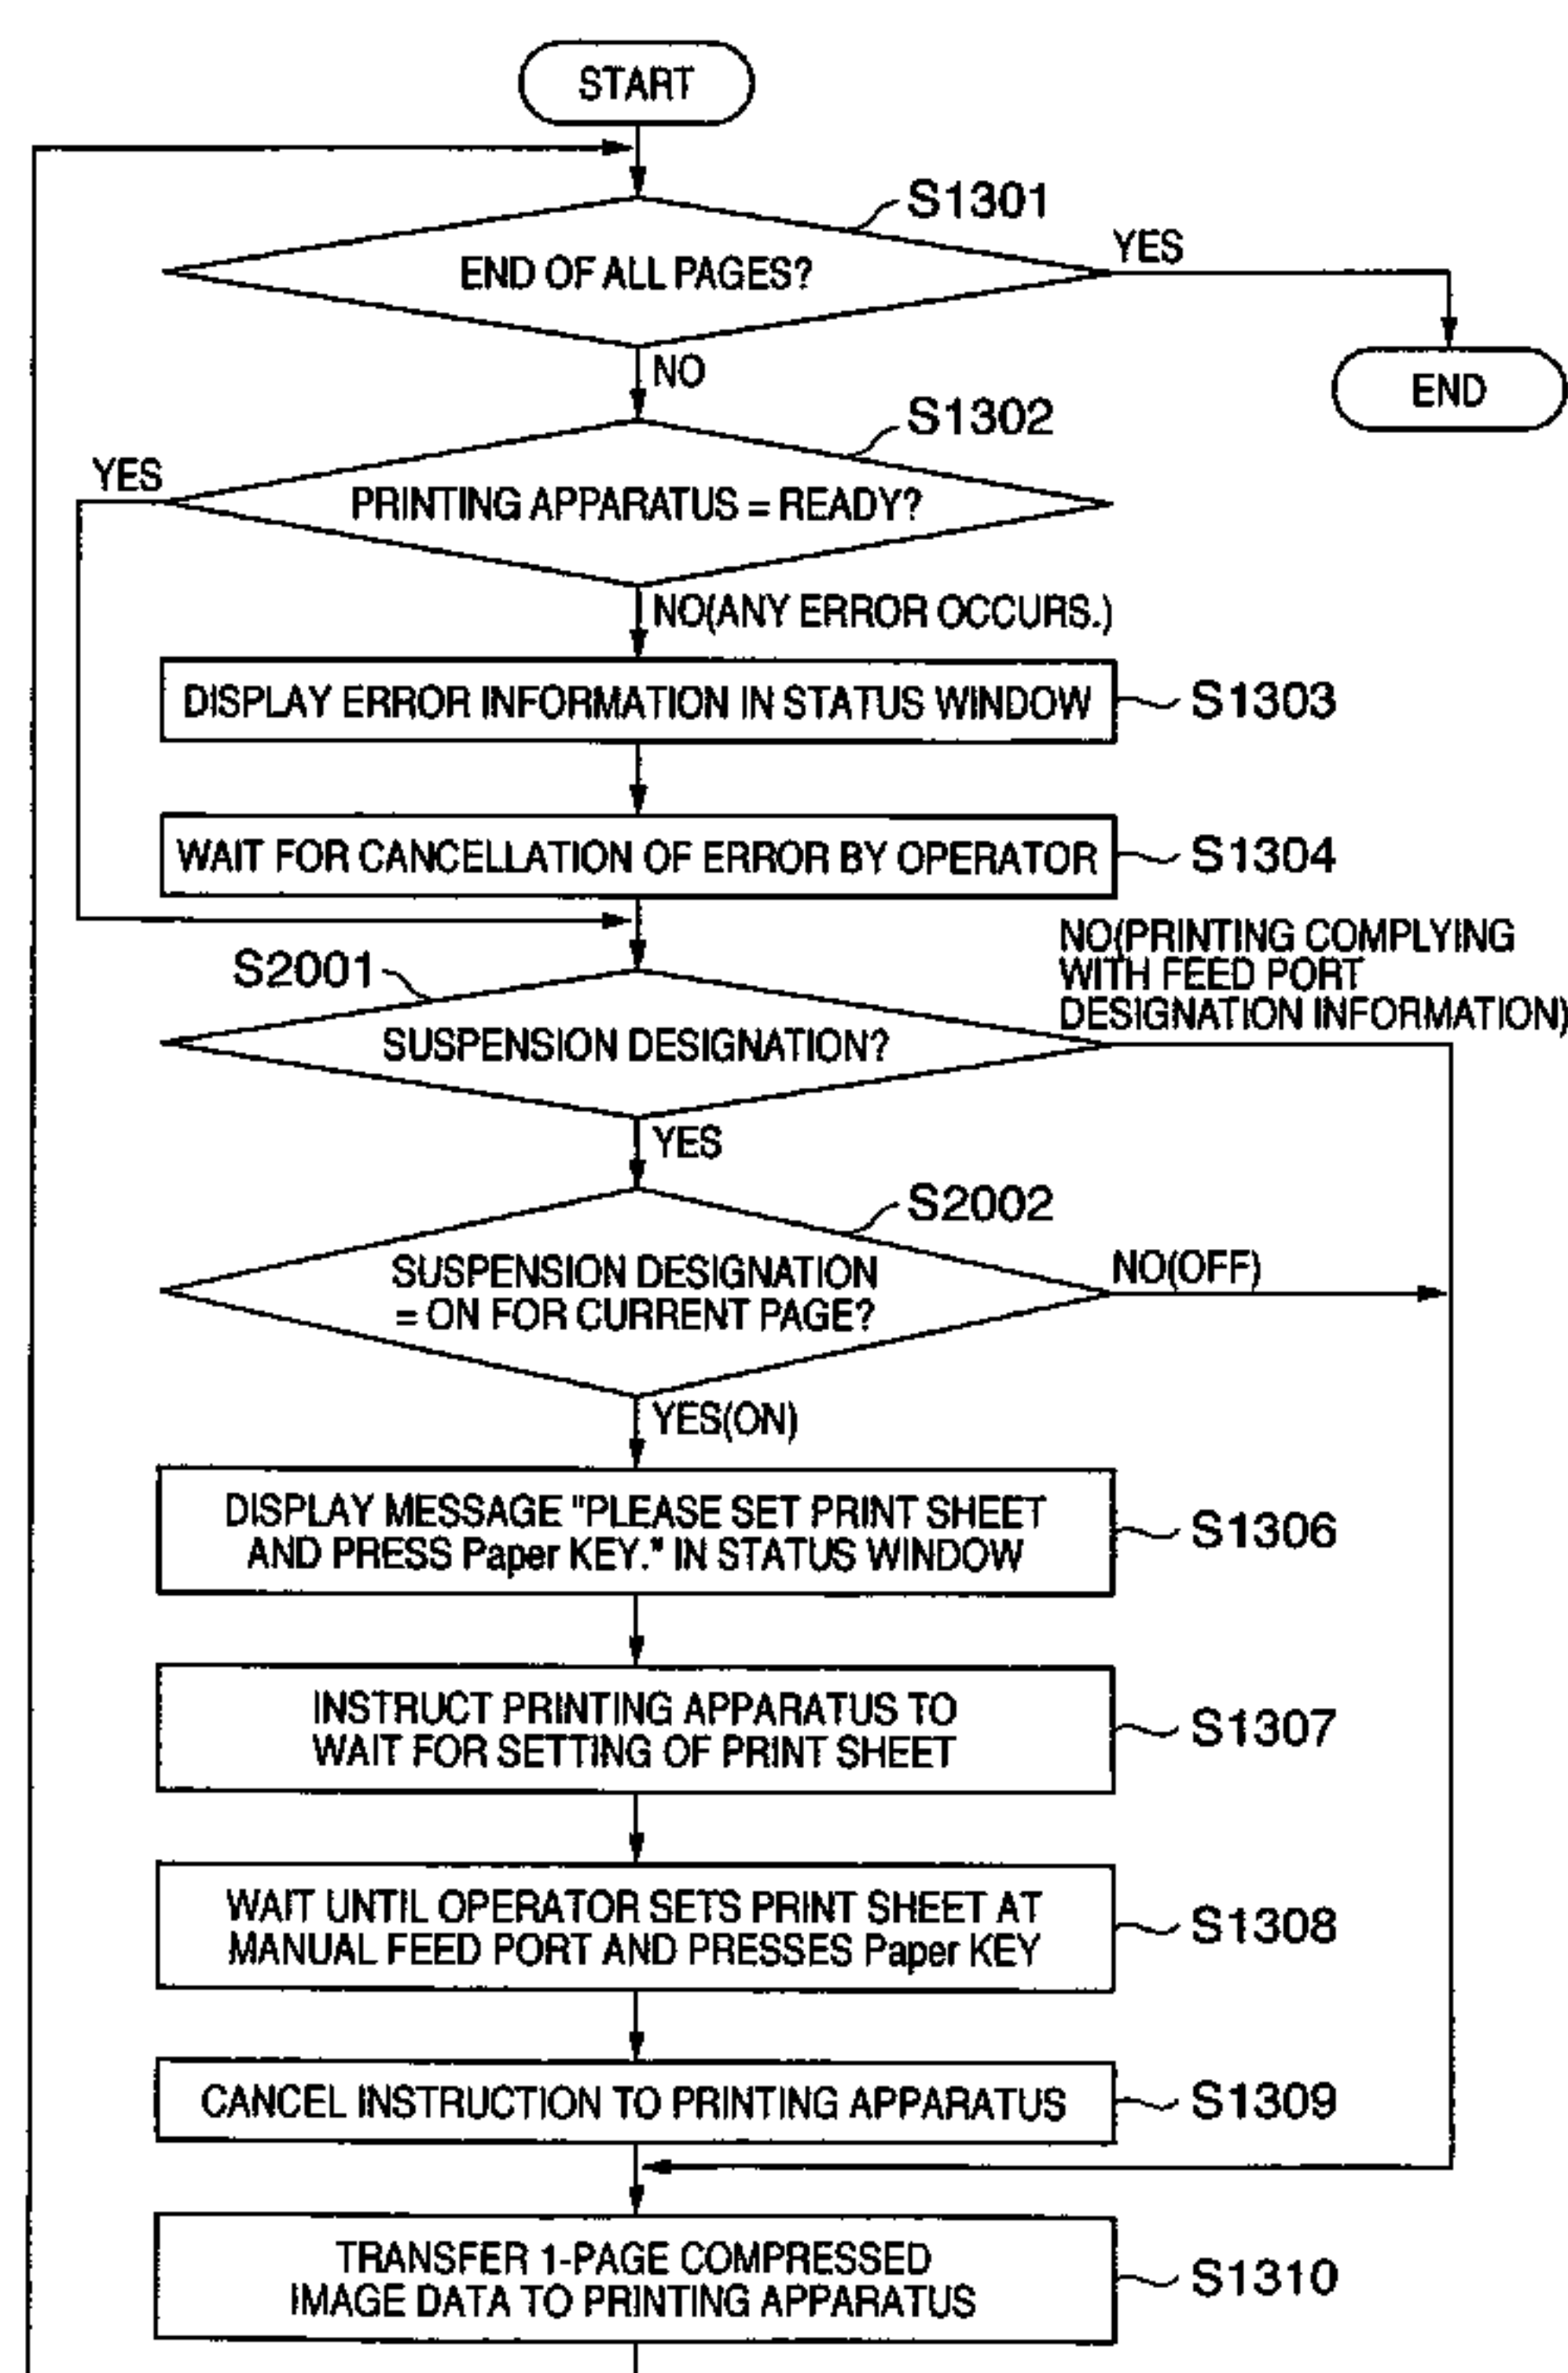 START
S1301
END OF ALL PAGES?
YES
NO
END
S1302
YES
PRINTING APPARATUS = READY?
NO(ANY ERROR OCCURS.)
DISPLAY ERROR INFORMATION IN STATUS WINDOW
S1303
WAIT FOR CANCELLATION OF ERROR BY OPERATOR
S1304
NO(PRINTING COMPLYING
WITH FEED PORT
DESIGNATION INFORMATION)
S2001
SUSPENSION DESIGNATION?
YES
S2002
SUSPENSION DESIGNATION
= ON FOR CURRENT PAGE?
NO(OFF)
YES(ON)
DISPLAY MESSAGE "PLEASE SET PRINT SHEET
AND PRESS Paper KEY." IN STATUS WINDOW
S1306
INSTRUCT PRINTING APPARATUS TO
WAIT FOR SETTING OF PRINT SHEET
S1307
WAIT UNTIL OPERATOR SETS PRINT SHEET AT
MANUAL FEED PORT AND PRESSES Paper KEY
S1308
CANCEL INSTRUCTION TO PRINTING APPARATUS
S1309
TRANSFER 1-PAGE COMPRESSED
IMAGE DATA TO PRINTING APPARATUS
S1310